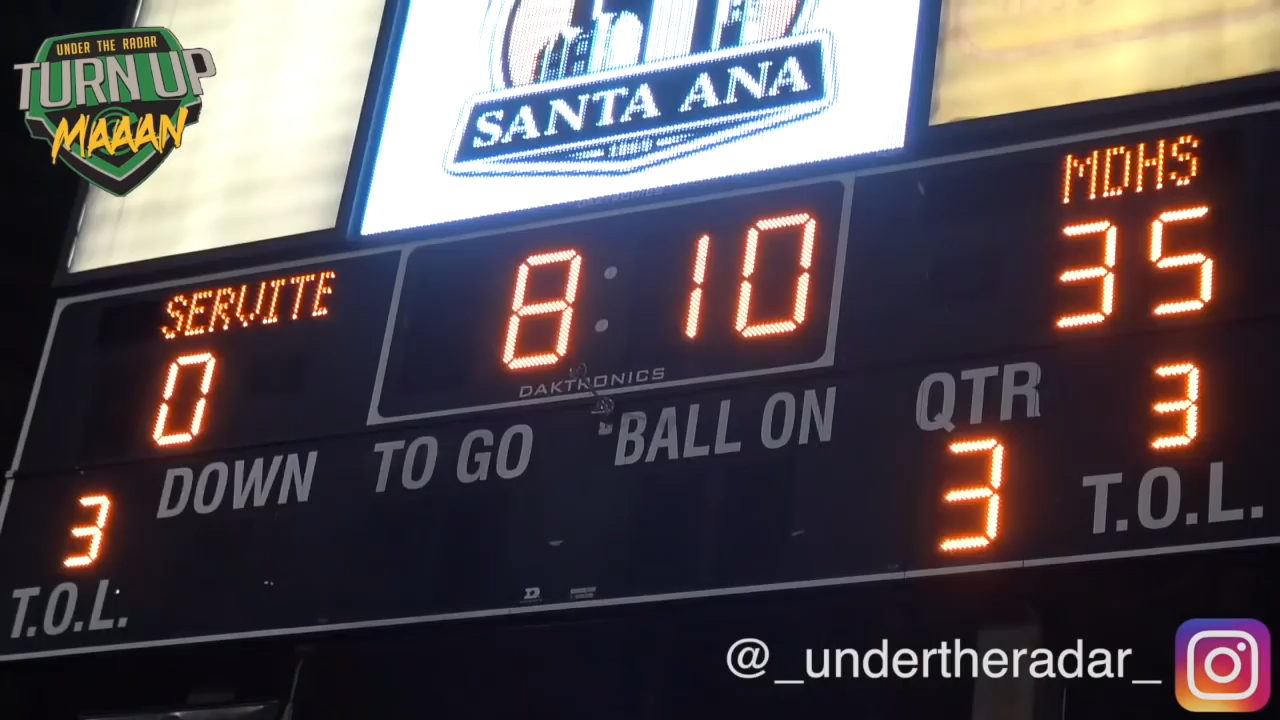 UNDER THE RADAR
TURN UP
MAAAN
SANTA ANA
MDHS
SERVITE
8:10
35
0
DAKTRONICS
QTR
3
DOWN
TO GO
BALL ON
3
3
T.O.L.
T.O.L.
@_undertheradar_